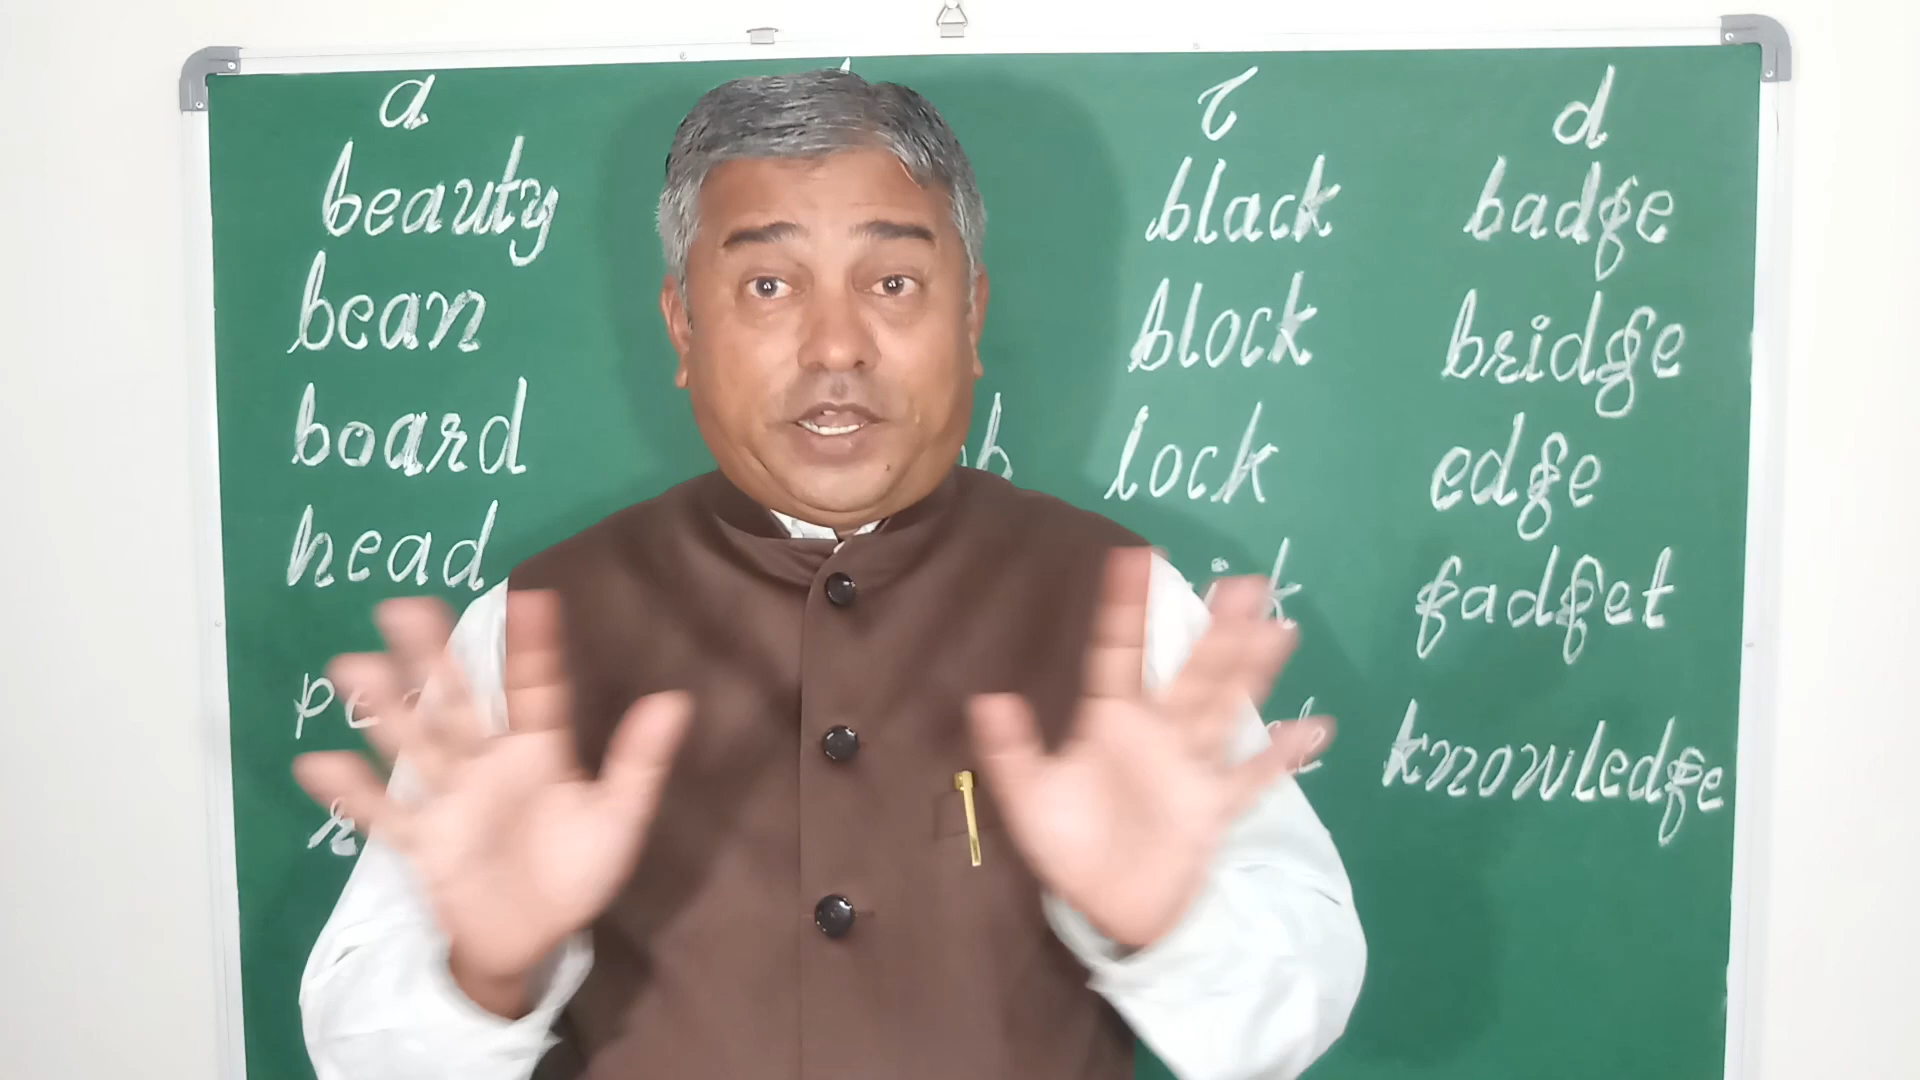 a
beauty
bean
board
head
c
black
block
lock
d
badge
bridge
edge
gadget
knowledge